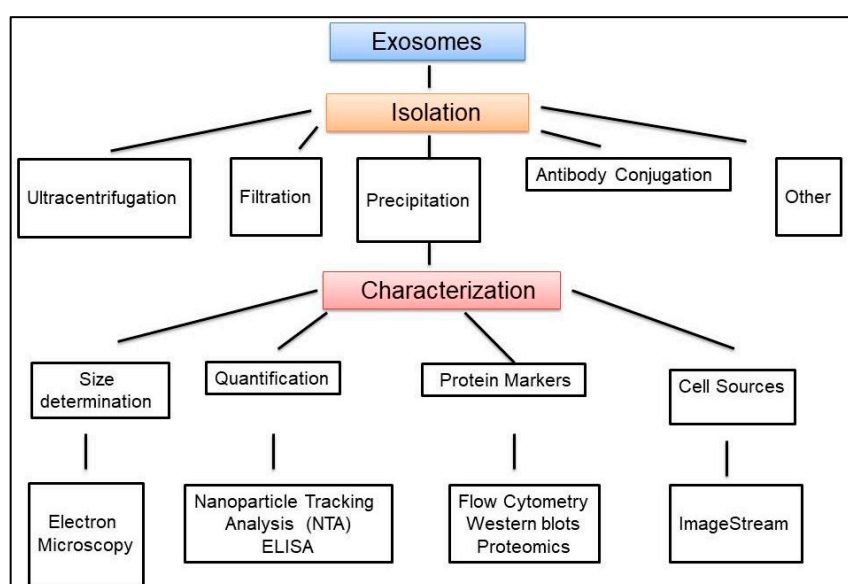 Exosomes
Isolation
Ultracentrifugation
Filtration
Precipitation
Antibody Conjugation
Other
Characterization
Size
determination
Quantification
Protein Markers
Cell Sources
Electron
Microscopy
Nanoparticle Tracking
Analysis (NTA)
ELISA
Flow Cytometry
Western blots
Proteomics
ImageStream